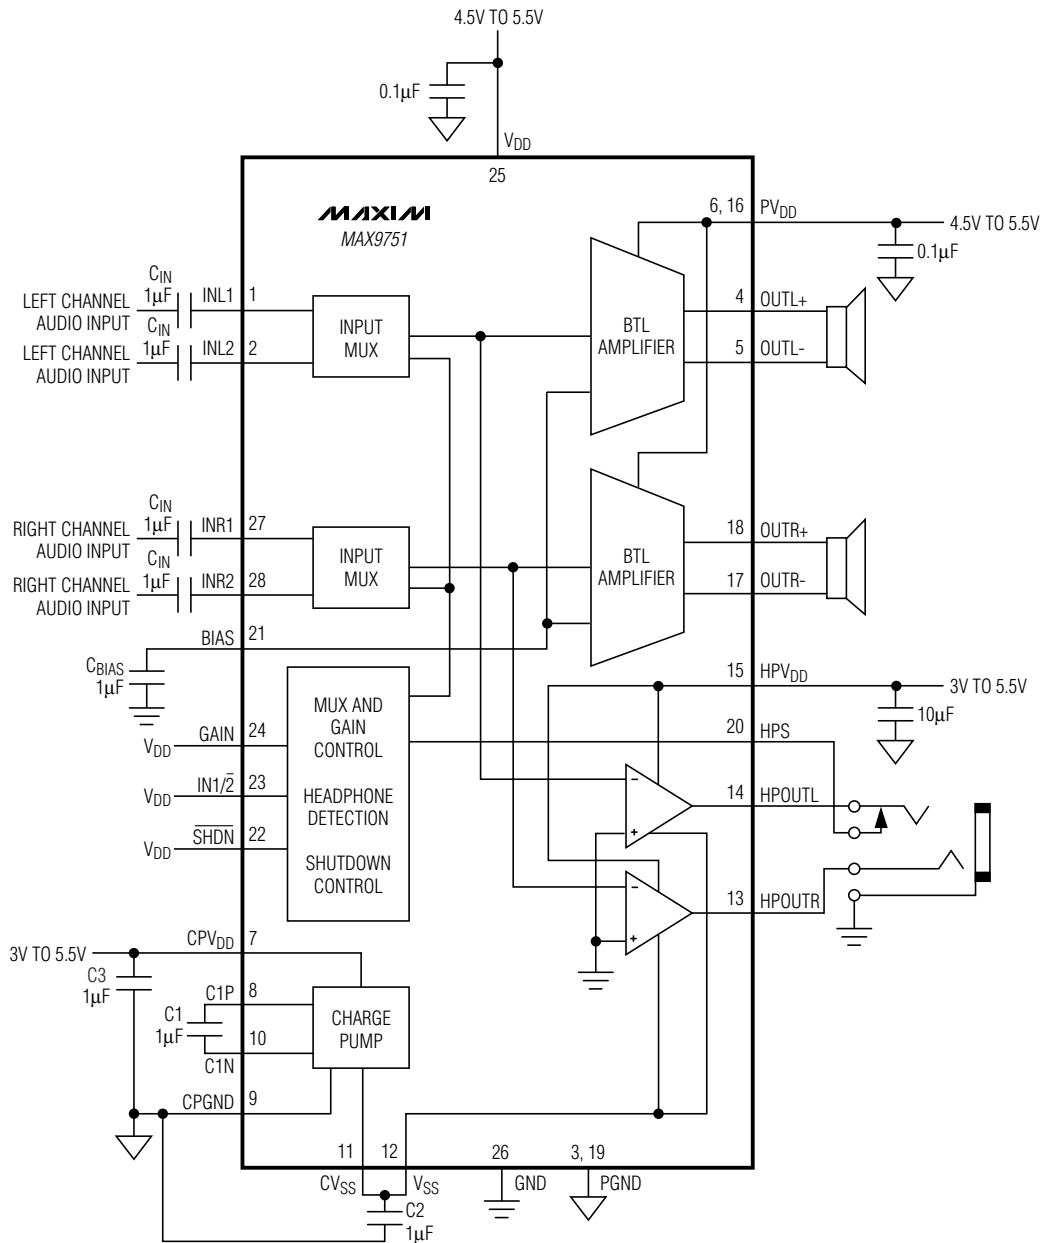 4.5V TO 5.5V
0.1µF
VDD
25
MAXIM
MAX9751
6, 16 PVDD
4.5V TO 5.5V
0.1µF
LEFT CHANNEL
AUDIO INPUT
CIN
1µF
INL1 1
LEFT CHANNEL
AUDIO INPUT
CIN
1µF
INL2 2
INPUT
MUX
BTL
AMPLIFIER
4 OUTL+
5 OUTL-
RIGHT CHANNEL
AUDIO INPUT
CIN
1µF
INR1 27
RIGHT CHANNEL
AUDIO INPUT
CIN
1µF
INR2 28
INPUT
MUX
BTL
AMPLIFIER
18 OUTR+
17 OUTR-
BIAS 21
CBIAS
1µF
15 HPVDD
3V TO 5.5V
10µF
MUX AND
GAIN
CONTROL
HEADPHONE
DETECTION
SHUTDOWN
CONTROL
VDD GAIN 24
VDD IN1/2̅ 23
VDD S̅H̅D̅N̅ 22
20 HPS
-
+
14 HPOUTL
-
+
13 HPOUTR
3V TO 5.5V
CPVDD 7
C3
1µF
C1P 8
C1
1µF
10
C1N
CHARGE
PUMP
CPGND 9
11
CVSS
12
VSS
C2
1µF
26
GND
3, 19
PGND